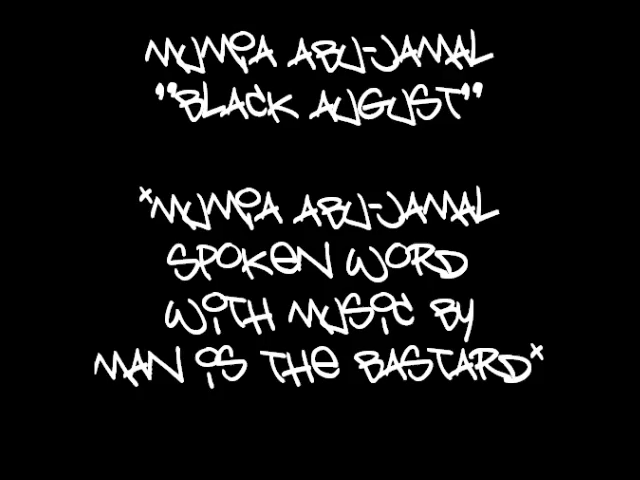 MUMIA ABU-JAMAL
"BLACK AUGUST"
*MUMIA ABU-JAMAL
SPOKEN WORD
WITH MUSIC BY
MAN IS THE BASTARD*